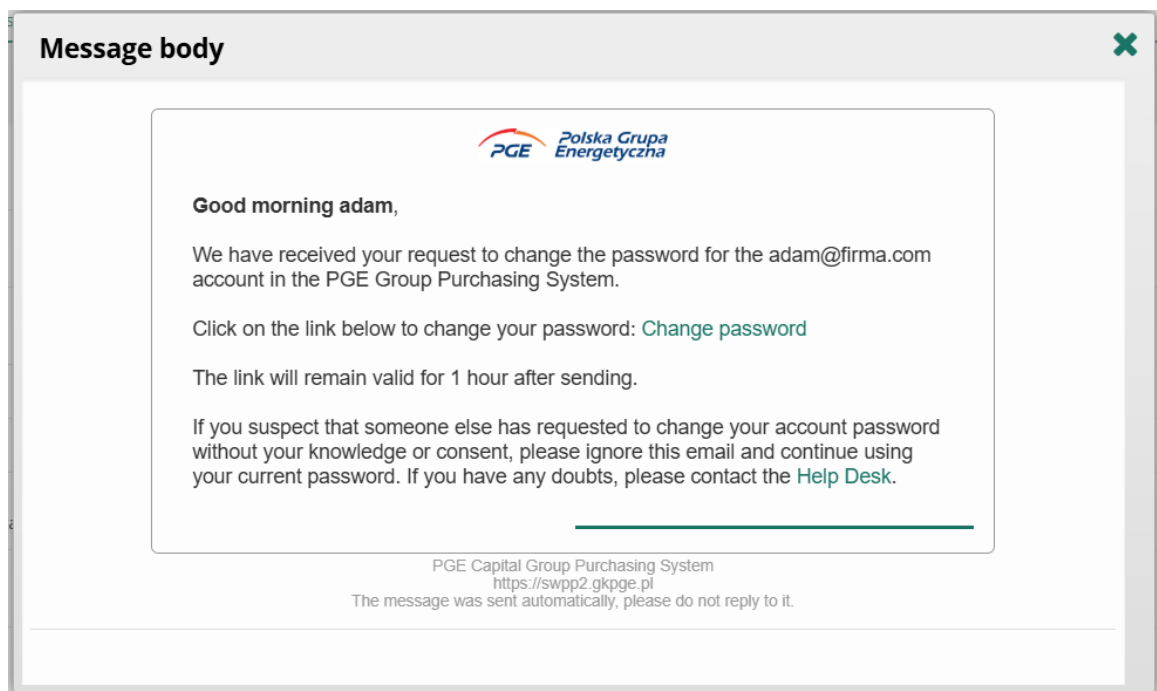 Message body
PGE Polska Grupa
Energetyczna
Good morning adam,
We have received your request to change the password for the adam@firma.com
account in the PGE Group Purchasing System.
Click on the link below to change your password: Change password
The link will remain valid for 1 hour after sending.
If you suspect that someone else has requested to change your account password
without your knowledge or consent, please ignore this email and continue using
your current password. If you have any doubts, please contact the Help Desk.
PGE Capital Group Purchasing System
https://swpp2.gkpge.pl
The message was sent automatically, please do not reply to it.